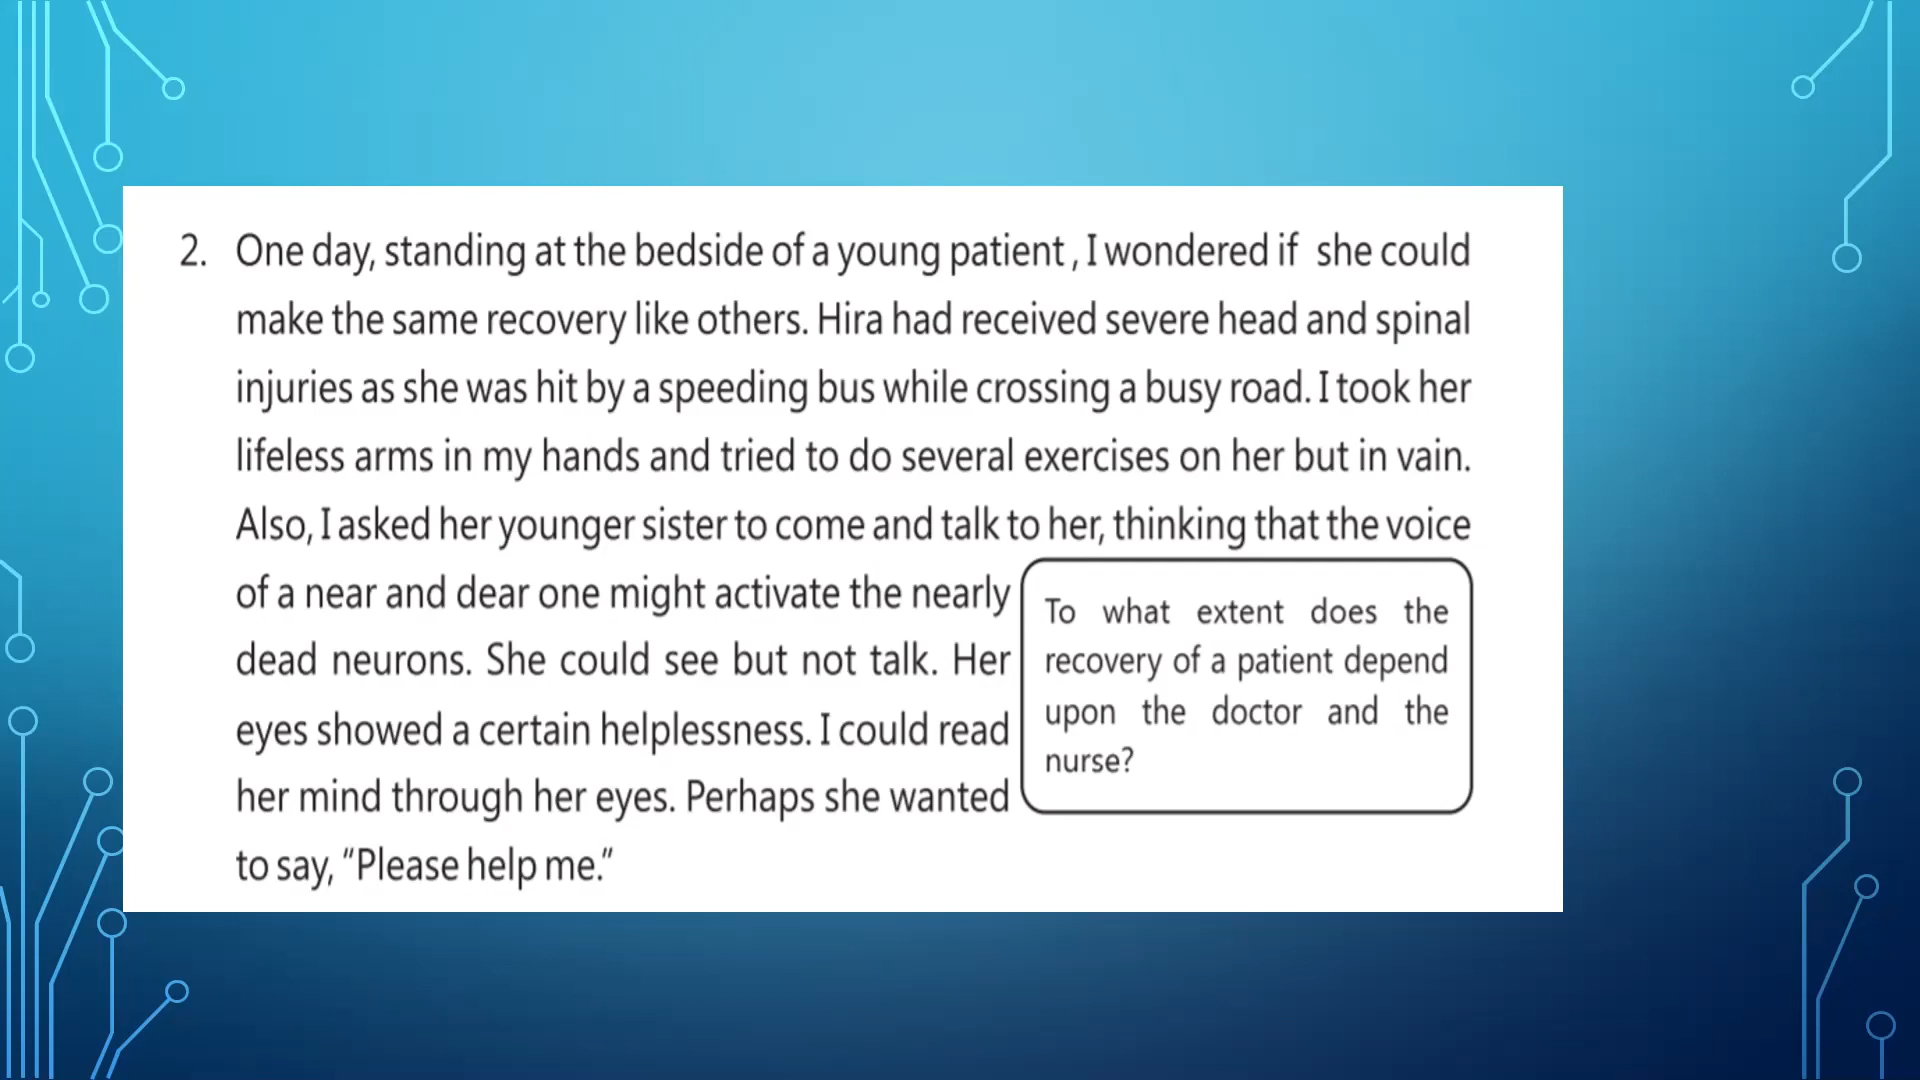 2. One day, standing at the bedside of a young patient, I wondered if she could
make the same recovery like others. Hira had received severe head and spinal
injuries as she was hit by a speeding bus while crossing a busy road. I took her
lifeless arms in my hands and tried to do several exercises on her but in vain.
Also, I asked her younger sister to come and talk to her, thinking that the voice
of a near and dear one might activate the nearly
dead neurons. She could see but not talk. Her
eyes showed a certain helplessness. I could read
her mind through her eyes. Perhaps she wanted
to say, "Please help me."
To what extent does the
recovery of a patient depend
upon the doctor and the
nurse?